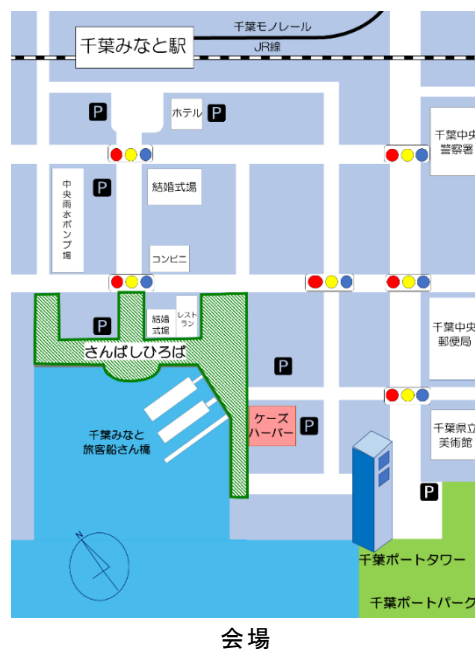 千葉モノレール
千葉みなと駅
JR線
P
ホテル
P
千葉中央
警察署
中央雨水ポンプ場
P
結婚式場
コンビニ
P
結婚
式場
レスト
ラン
千葉中央
郵便局
さんばしひろば
P
ケーズ
ハーバー
P
千葉県立
美術館
千葉みなと
旅客船さん橋
P
N
千葉ポートタワー
千葉ポートパーク
会場